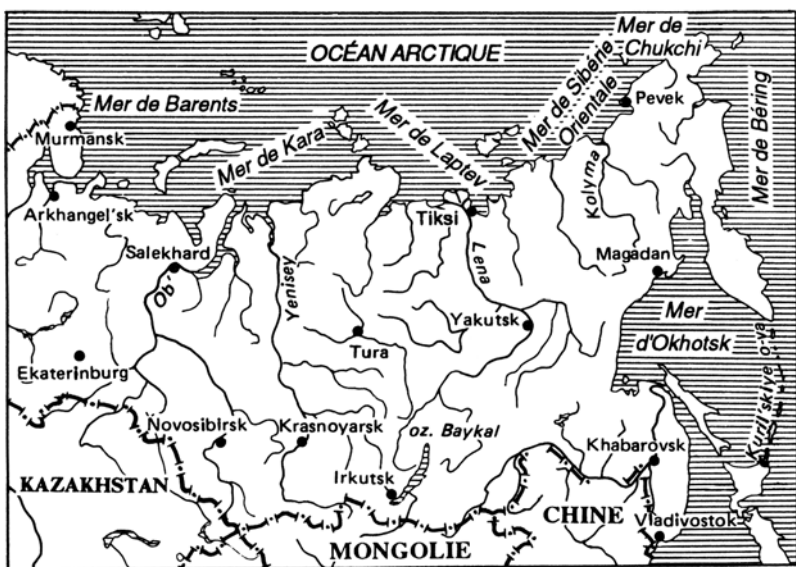 Mer de
Chukchi
OCÉAN ARCTIQUE
Mer de Sibérie
Orientale
Mer de Béring
Mer de Barents
Pevek
Murmansk
Mer de Kara
Mer de Laptev
Kolyma
Arkhangel'sk
Tiksi
Salekhard
Ob'
Yenisey
Lena
Magadan
Yakutsk
Mer
d'Okhotsk
Tura
Ekaterinburg
Kuril'skiye o-va
Novosibirsk
Krasnoyarsk
oz. Baykal
Khabarovsk
Irkutsk
KAZAKHSTAN
CHINE
Vladivostok
MONGOLIE